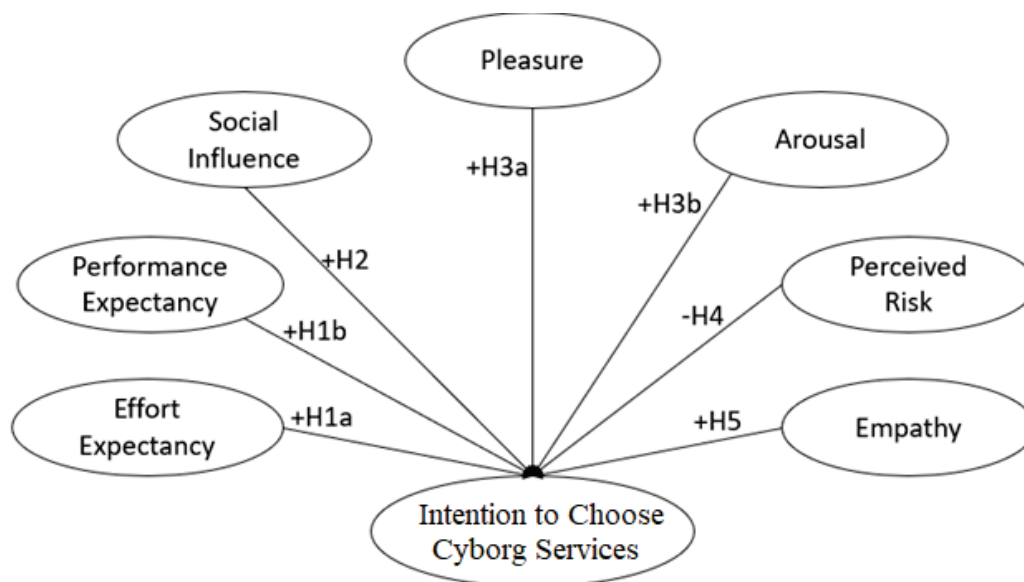 Pleasure
Social
Influence
Arousal
+H3a
+H3b
+H2
Performance
Expectancy
Perceived
Risk
+H1b
-H4
Effort
Expectancy
+H1a
+H5
Empathy
Intention to Choose
Cyborg Services